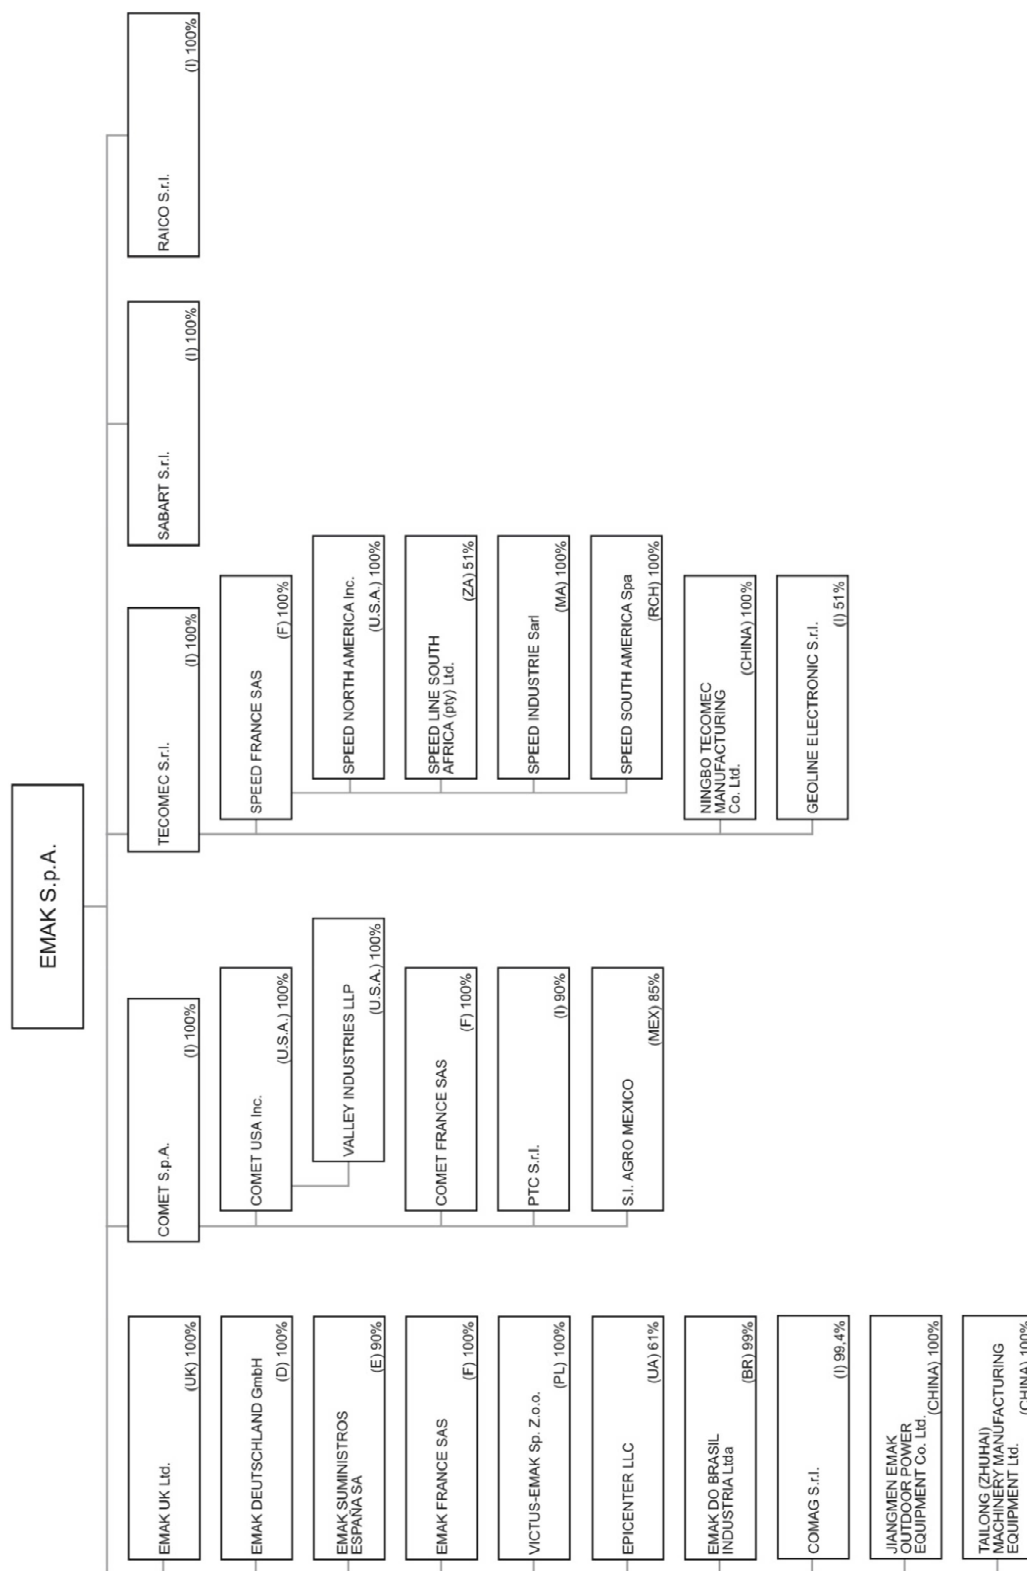 EMAK S.p.A.
EMAK UK Ltd.
(UK) 100%
EMAK DEUTSCHLAND GmbH
(D) 100%
EMAK SUMINISTROS
ESPAÑA SA
(E) 90%
EMAK FRANCE SAS
(F) 100%
VICTUS-EMAK Sp. Z.o.o.
(PL) 100%
EPICENTER LLC
(UA) 61%
EMAK DO BRASIL
INDUSTRIA Ltda
(BR) 99%
COMAG S.r.l.
(I) 99,4%
JIANGMEN EMAK
OUTDOOR POWER
EQUIPMENT Co. Ltd.
(CHINA) 100%
TAILONG (ZHUHAI)
MACHINERY MANUFACTURING
EQUIPMENT Ltd.
(CHINA) 100%
COMET S.p.A.
(I) 100%
COMET USA Inc.
(U.S.A.) 100%
VALLEY INDUSTRIES LLP
(U.S.A.) 100%
COMET FRANCE SAS
(F) 100%
PTC S.r.l.
(I) 90%
S.I. AGRO MEXICO
(MEX) 85%
TECOMEC S.r.l.
(I) 100%
SPEED FRANCE SAS
(F) 100%
SPEED NORTH AMERICA Inc.
(U.S.A.) 100%
SPEED LINE SOUTH
AFRICA (pty) Ltd.
(ZA) 51%
SPEED INDUSTRIE Sarl
(MA) 100%
SPEED SOUTH AMERICA Spa
(RCH) 100%
NINGBO TECOMEC
MANUFACTURING
Co. Ltd.
(CHINA) 100%
GEOLINE ELECTRONIC S.r.l.
(I) 51%
SABART S.r.l.
(I) 100%
RAICO S.r.l.
(I) 100%